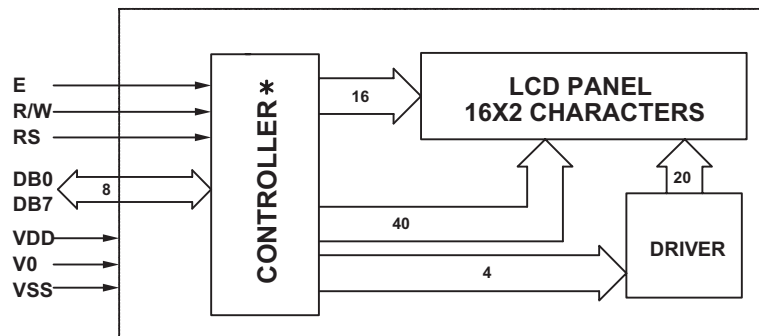 E
R/W
RS
DB0
DB7
8
VDD
V0
VSS
CONTROLLER*
16
LCD PANEL
16X2 CHARACTERS
40
20
4
DRIVER